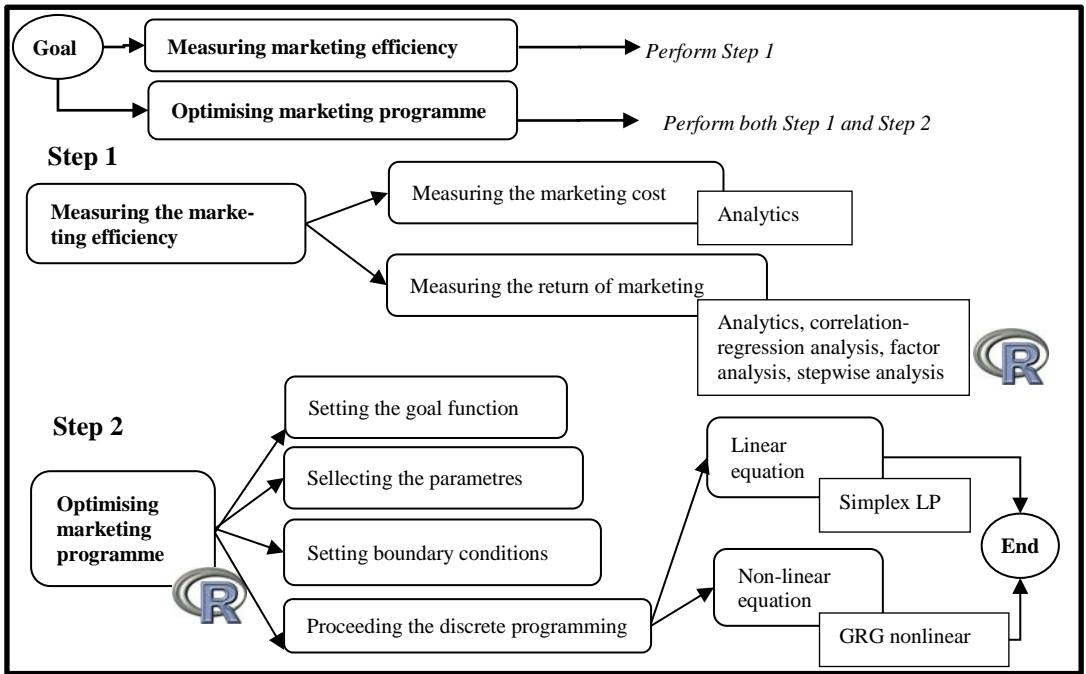 Goal
Measuring marketing efficiency
Perform Step 1
Optimising marketing programme
Perform both Step 1 and Step 2
Step 1
Measuring the marke-
ting efficiency
Measuring the marketing cost
Analytics
Measuring the return of marketing
Analytics, correlation-
regression analysis, factor
analysis, stepwise analysis
R
Step 2
Optimising
marketing
programme
R
Setting the goal function
Sellecting the parametres
Setting boundary conditions
Proceeding the discrete programming
Linear
equation
Simplex LP
Non-linear
equation
GRG nonlinear
End